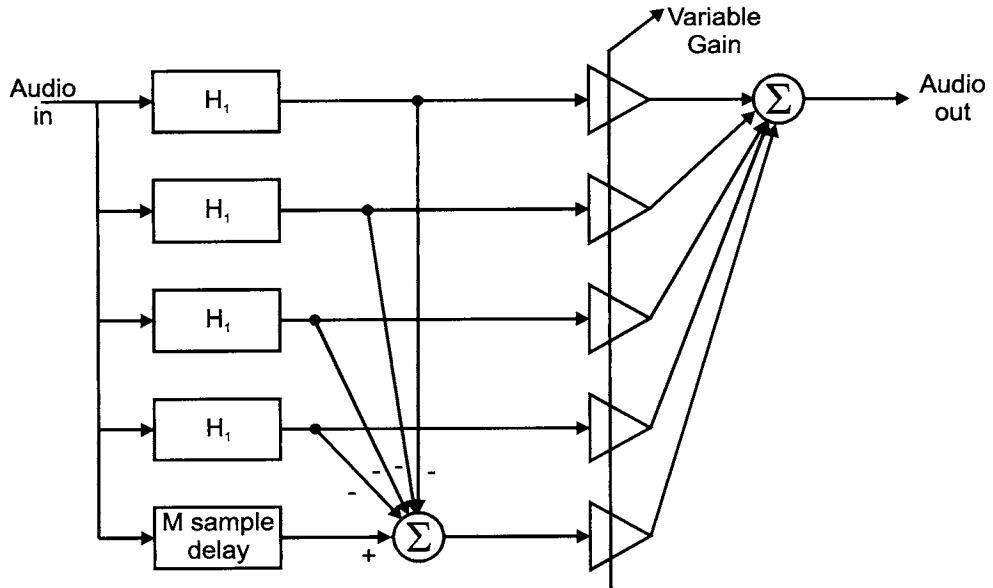 Variable
Gain
Audio
in
H₁
Σ
Audio
out
H₁
H₁
H₁
- - - -
M sample
delay
+
Σ